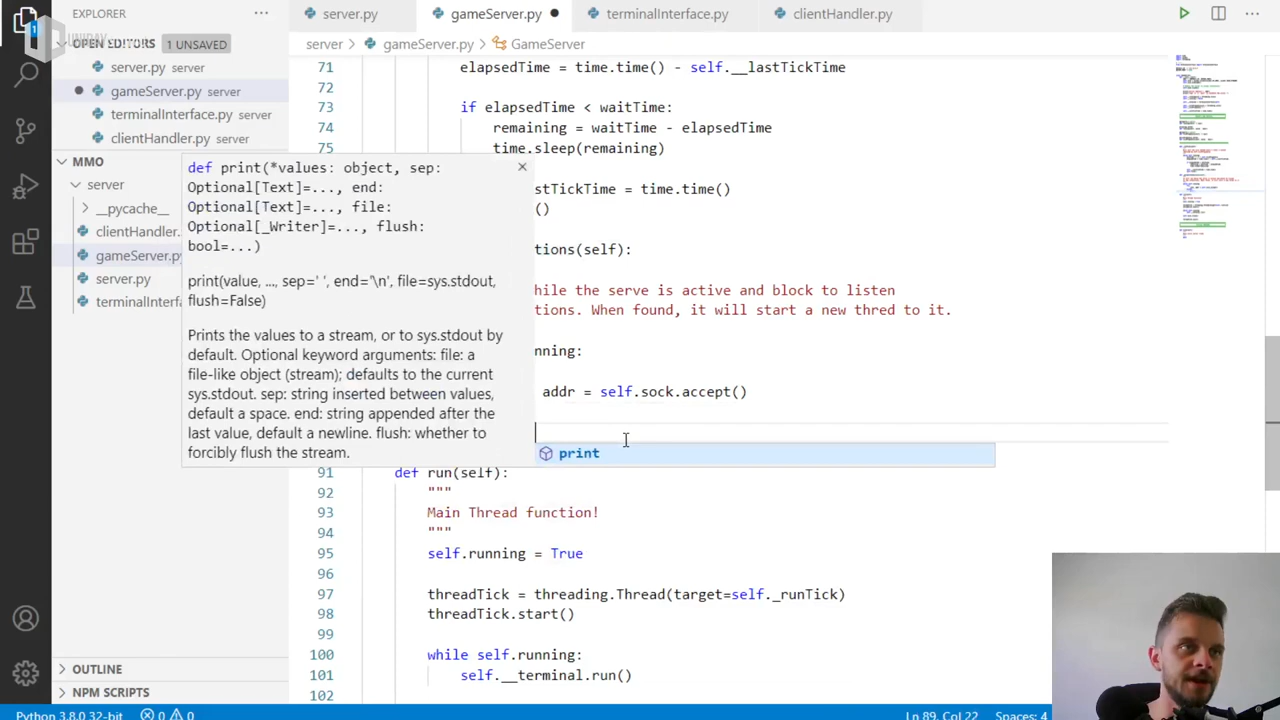 EXPLORER
server.py
gameServer.py
terminalInterface.py
clientHandler.py
OPEN EDITORS 1 UNSAVED
server.py server
gameServer.py server
terminalInterface.py server
clientHandler.py server
MMO
server
__pycache__
clientHandler.
gameServer.py
server.py
terminalInterfa
OUTLINE
NPM SCRIPTS
server > gameServer.py > GameServer
71 elapsedTime = time.time() - self.__lastTickTime
72
73 if elapsedTime < waitTime:
74 remaining = waitTime - elapsedTime
75 time.sleep(remaining
stTickTime = time.time()
()
tions(self):
hile the serve is active and block to listen
tions. When found, it will start a new thred to it.
nning:
addr = self.sock.accept()
def print(*values: object, sep:
Optional[Text]=..., end:
Optional[Text]=..., file:
Optional[_Writer]=..., flush:
bool=...)
print(value, ..., sep=' ', end='\n', file=sys.stdout,
flush=False)
Prints the values to a stream, or to sys.stdout by
default. Optional keyword arguments: file: a
file-like object (stream); defaults to the current
sys.stdout. sep: string inserted between values,
default a space. end: string appended after the
last value, default a newline. flush: whether to
forcibly flush the stream.
print
91 def run(self):
92 """
93 Main Thread function!
94 """
95 self.running = True
96
97 threadTick = threading.Thread(target=self._runTick)
98 threadTick.start()
99
100 while self.running:
101 self.__terminal.run()
102
Python 3.8.0 32-bit 0 0 Ln 89, Col 22 Spaces: 4